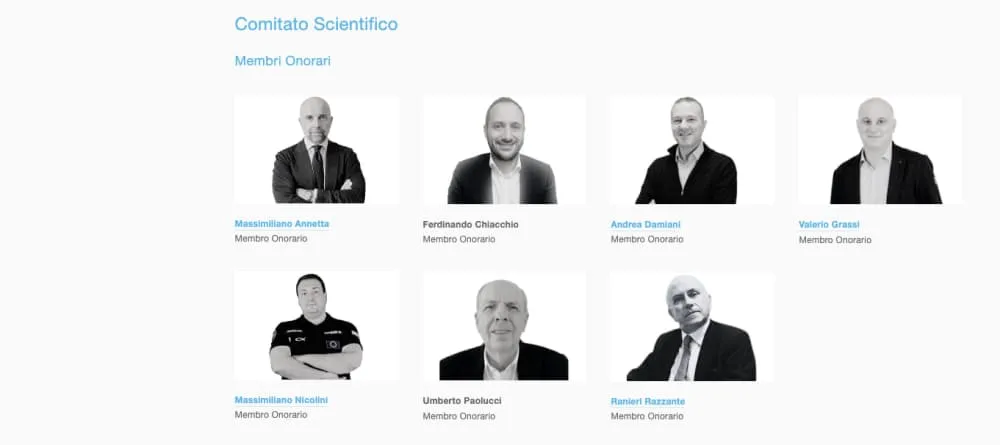 Comitato Scientifico
Membri Onorari
Massimiliano Annetta
Membro Onorario
Ferdinando Chiacchio
Membro Onorario
Andrea Damiani
Membro Onorario
Valerio Grassi
Membro Onorario
Massimiliano Nicolini
Membro Onorario
Umberto Paolucci
Membro Onorario
Ranieri Razzante
Membro Onorario